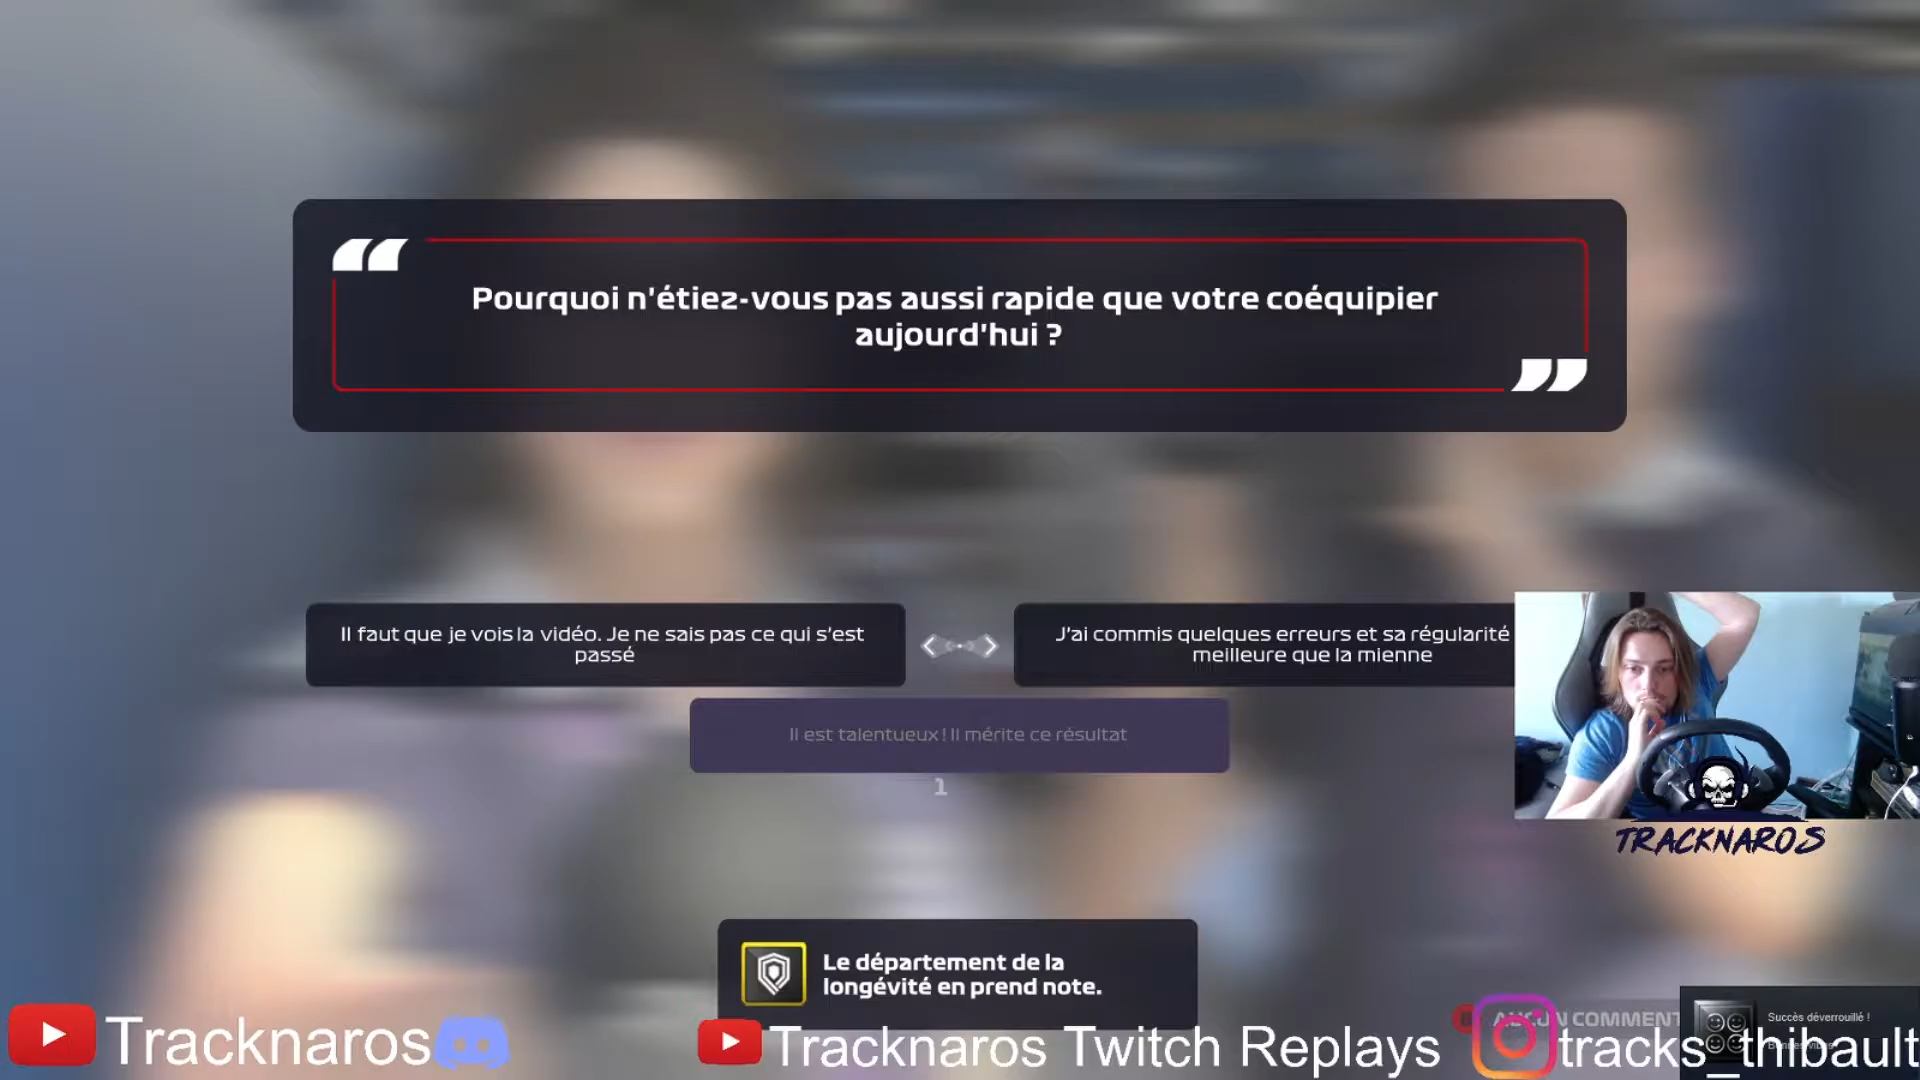 Pourquoi n'étiez-vous pas aussi rapide que votre coéquipier
aujourd'hui ?
Il faut que je vois la vidéo. Je ne sais pas ce qui s'est
passé
J'ai commis quelques erreurs et sa régularité
meilleure que la mienne
Il est talentueux ! Il mérite ce résultat
1
TRACKNAROS
Le département de la
longévité en prend note.
AUCUN COMMENT
Succès déverrouillé !
Tracknaros
Tracknaros Twitch Replays
tracks_thibault